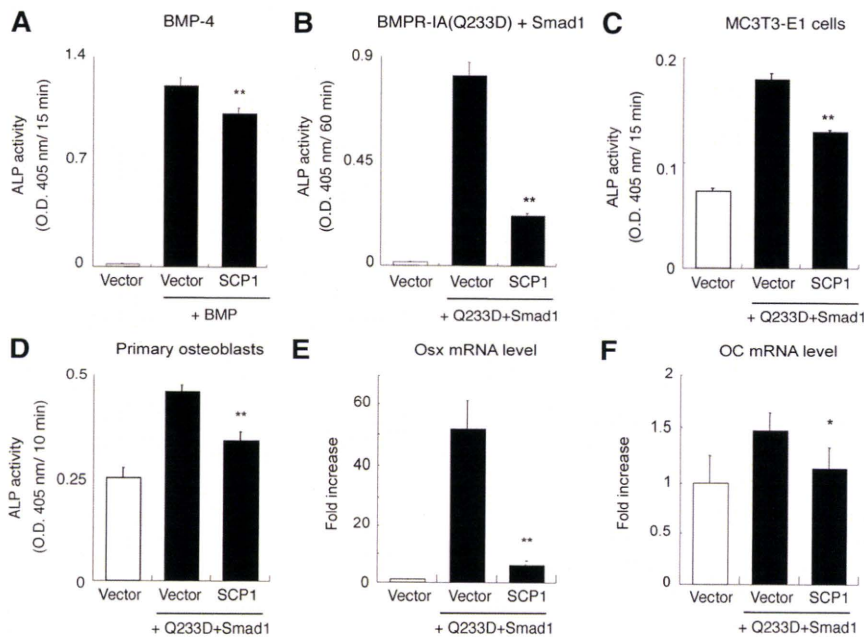 A
BMP-4
ALP activity
(O.D. 405 nm/ 15 min)
1.4
0.7
0
**
Vector
Vector
SCP1
+ BMP
B
BMPR-IA(Q233D) + Smad1
ALP activity
(O.D. 405 nm/ 60 min)
0.9
0.45
0
**
Vector
Vector
SCP1
+ Q233D+Smad1
C
MC3T3-E1 cells
ALP activity
(O.D. 405 nm/ 15 min)
0.2
0.1
0
**
Vector
Vector
SCP1
+ Q233D+Smad1
D
Primary osteoblasts
ALP activity
(O.D. 405 nm/ 10 min)
0.5
0.25
0
**
Vector
Vector
SCP1
+ Q233D+Smad1
E
Osx mRNA level
Fold increase
60
40
20
0
**
Vector
Vector
SCP1
+ Q233D+Smad1
F
OC mRNA level
Fold increase
2
1.5
1
0.5
0
*
Vector
Vector
SCP1
+ Q233D+Smad1